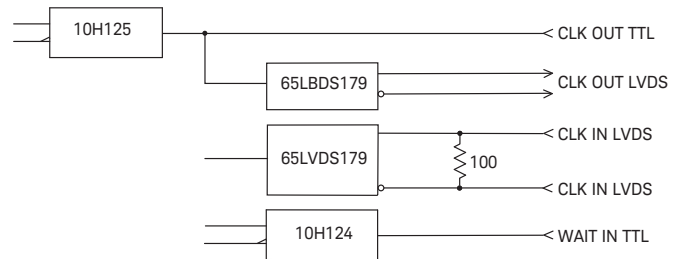 10H125
CLK OUT TTL
65LBDS179
CLK OUT LVDS
65LVDS179
CLK IN LVDS
100
CLK IN LVDS
10H124
WAIT IN TTL